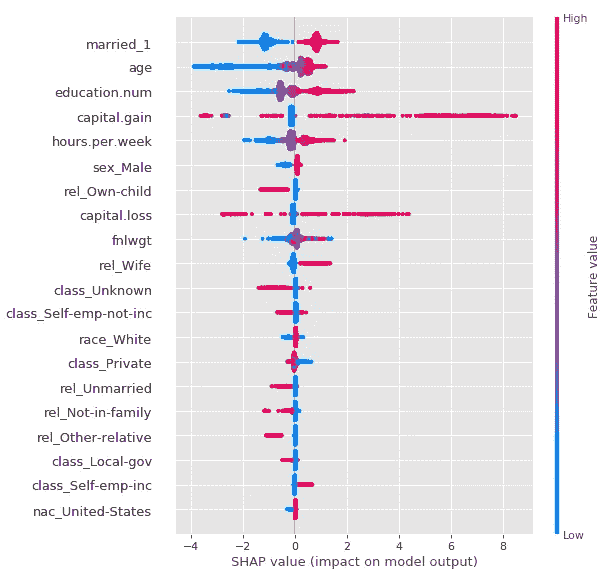 High
married_1
age
education.num
capital.gain
hours.per.week
sex_Male
rel_Own-child
capital.loss
fnlwgt
rel_Wife
class_Unknown
class_Self-emp-not-inc
race_White
class_Private
rel_Unmarried
rel_Not-in-family
rel_Other-relative
class_Local-gov
class_Self-emp-inc
nac_United-States
Feature value
Low
−4 −2 0 2 4 6 8
SHAP value (impact on model output)